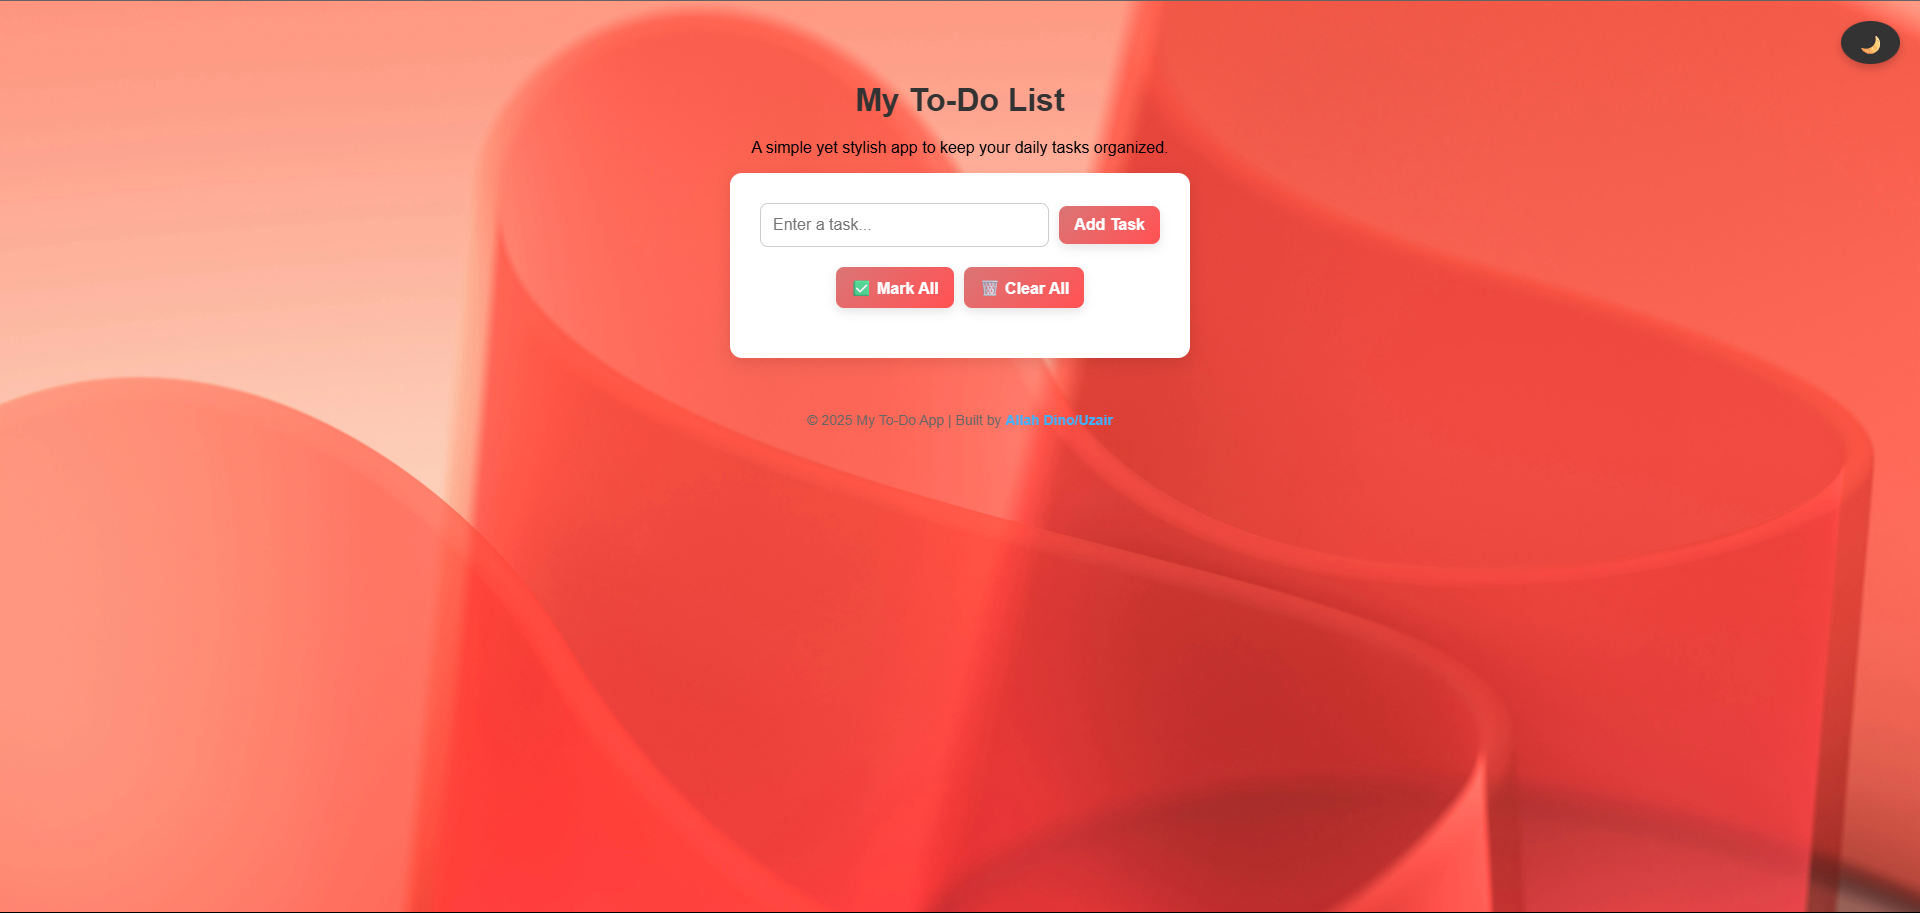 My To-Do List
A simple yet stylish app to keep your daily tasks organized.
Enter a task...
Add Task
Mark All
Clear All
© 2025 My To-Do App | Built by Allah Dino/Uzair